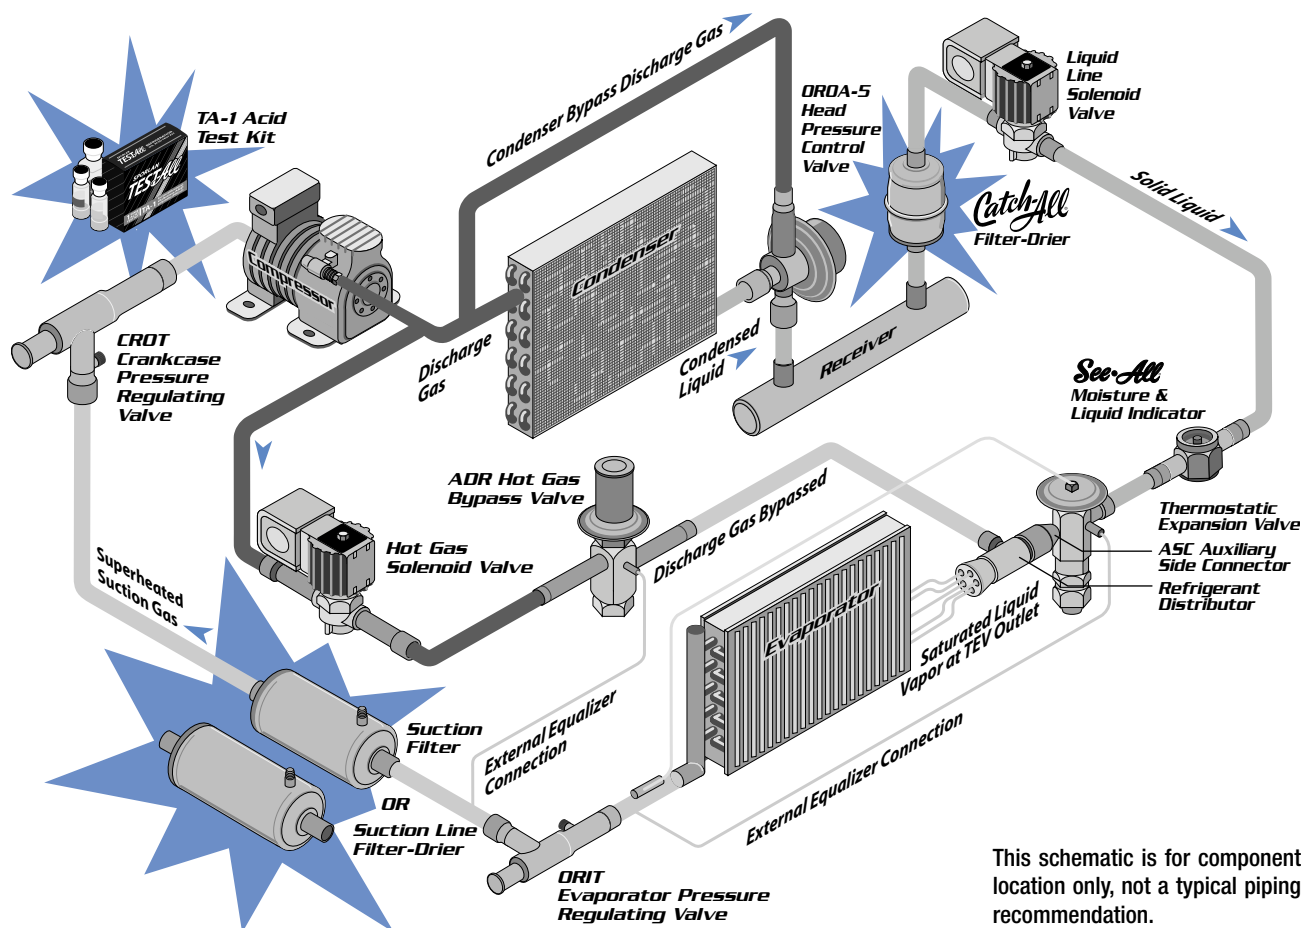 TA-1 Acid
Test Kit
SPORLAN
TEST-All
TA-1
Compressor
CROT
Crankcase
Pressure
Regulating
Valve
Condenser Bypass Discharge Gas
Discharge
Gas
Condenser
Condensed
Liquid
OROA-5
Head
Pressure
Control
Valve
Receiver
Catch-All
Filter-Drier
Liquid
Line
Solenoid
Valve
Solid Liquid
See•All
Moisture &
Liquid Indicator
Thermostatic
Expansion Valve
ASC Auxiliary
Side Connector
Refrigerant
Distributor
ADR Hot Gas
Bypass Valve
Discharge Gas Bypassed
Hot Gas
Solenoid Valve
Evaporator
Saturated Liquid
Vapor at TEV Outlet
Superheated
Suction Gas
External Equalizer
Connection
External Equalizer Connection
Suction
Filter
OR
Suction Line
Filter-Drier
ORIT
Evaporator Pressure
Regulating Valve
This schematic is for component
location only, not a typical piping
recommendation.